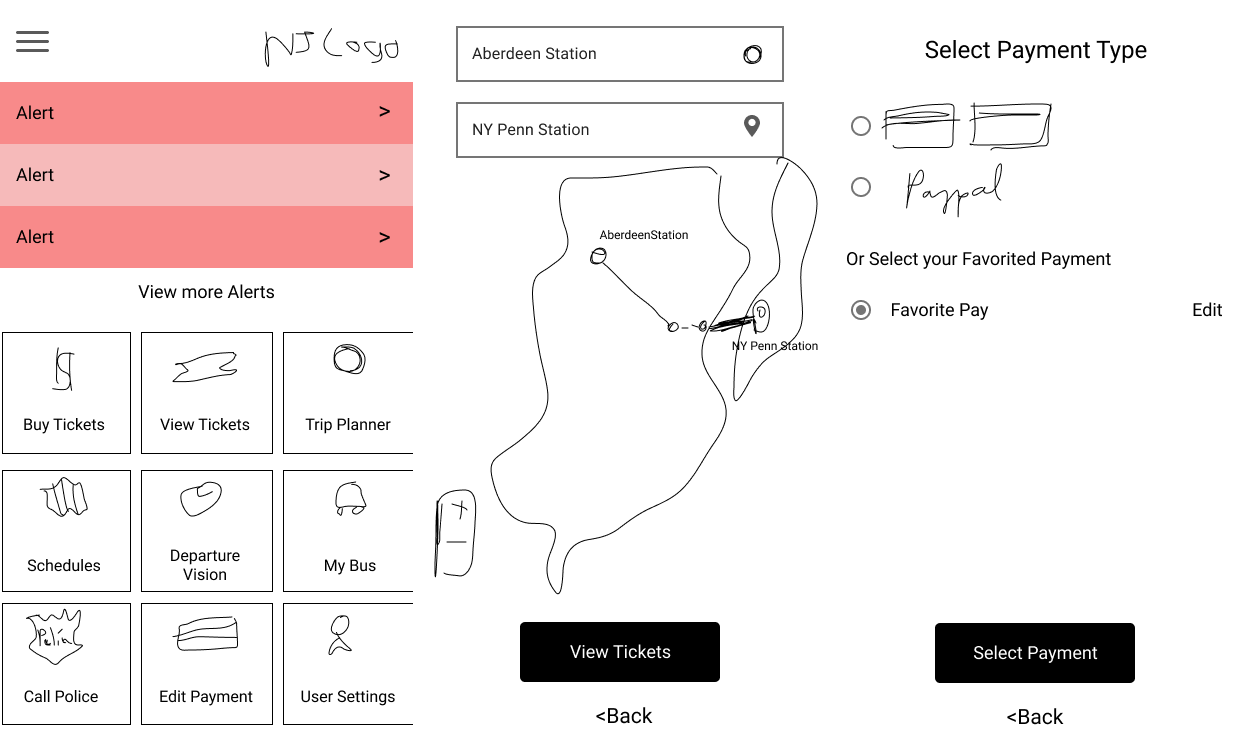 NJ Logo
Alert >
Alert >
Alert >
View more Alerts
Buy Tickets
View Tickets
Trip Planner
Schedules
Departure
Vision
My Bus
Call Police
Edit Payment
User Settings
Aberdeen Station
NY Penn Station
AberdeenStation
NY Penn Station
+
−
View Tickets
<Back
Select Payment Type
Paypal
Or Select your Favorited Payment
Favorite Pay Edit
Select Payment
<Back